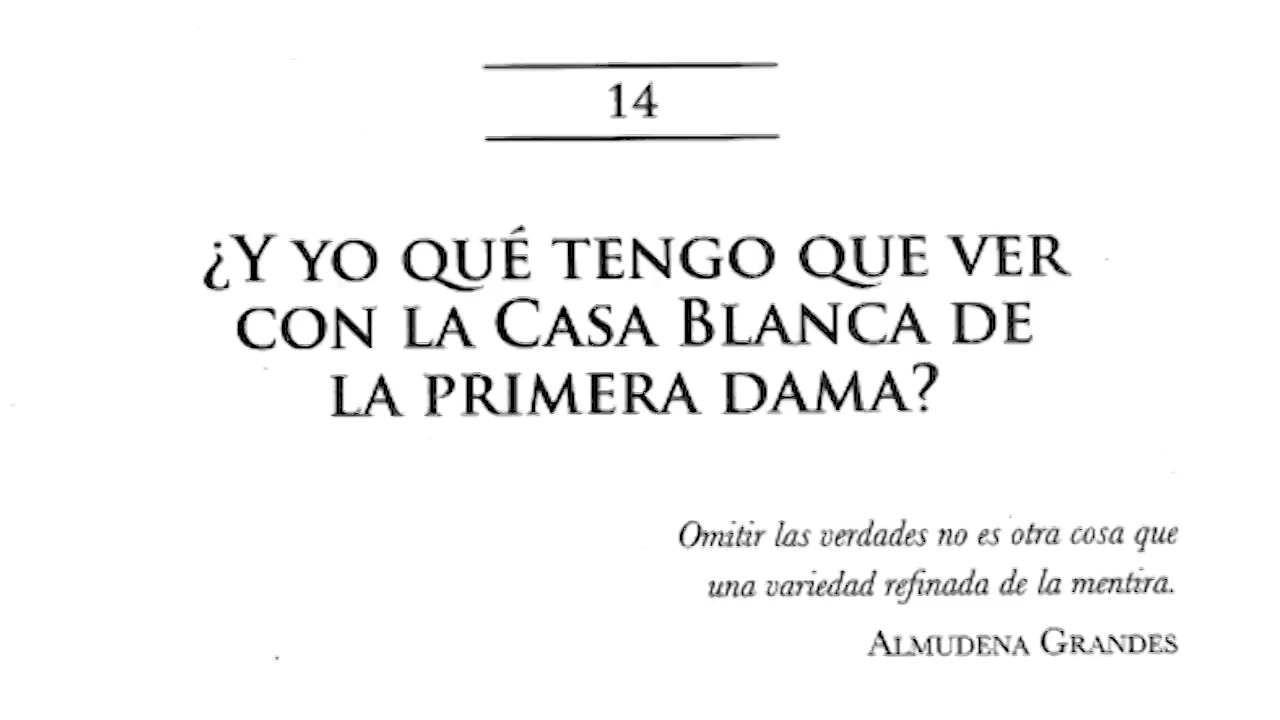 14
¿Y YO QUÉ TENGO QUE VER
CON LA CASA BLANCA DE
LA PRIMERA DAMA?
Omitir las verdades no es otra cosa que
una variedad refinada de la mentira.
ALMUDENA GRANDES